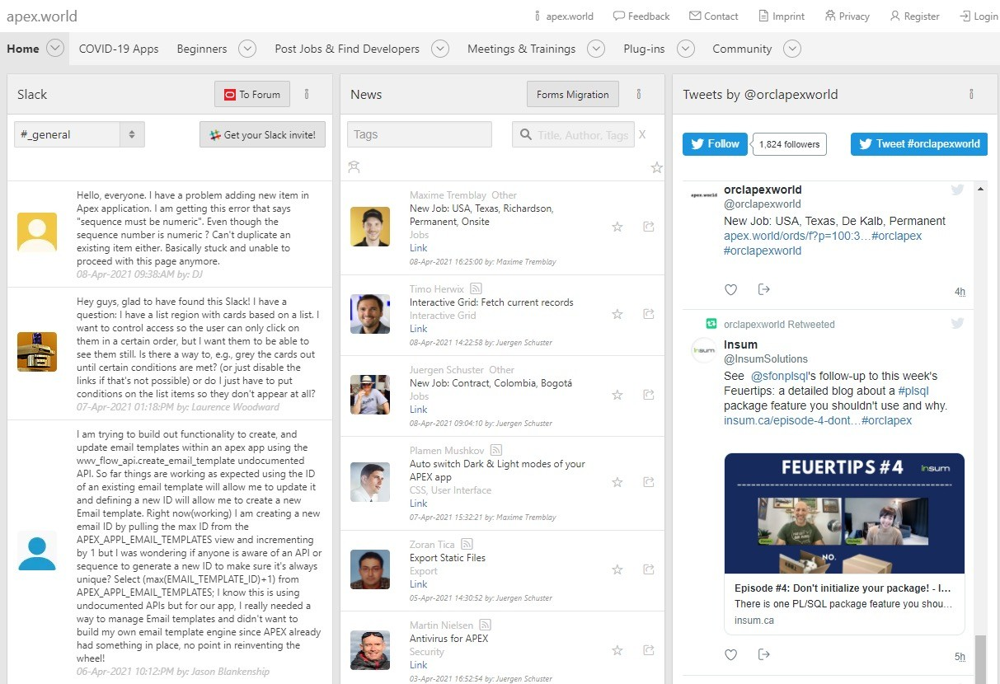 apex.world
apex.world Feedback Contact Imprint Privacy Register Login
Home COVID-19 Apps Beginners Post Jobs & Find Developers Meetings & Trainings Plug-ins Community
Slack
To Forum
#_general
Get your Slack invite!
Hello, everyone. I have a problem adding new item in
Apex application. I am getting this error that says
"sequence must be numeric". Even though the
sequence number is numeric ? Can't duplicate an
existing item either. Basically stuck and unable to
proceed with this page anymore.
08-Apr-2021 09:38AM by: DJ
Hey guys, glad to have found this Slack! I have a
question: I have a list region with cards based on a list. I
want to control access so the user can only click on
them in a certain order, but I want them to be able to
see them still. Is there a way to, e.g., grey the cards out
until certain conditions are met? (or just disable the
links if that's not possible) or do I just have to put
conditions on the list items so they don't appear at all?
07-Apr-2021 01:18PM by: Laurence Woodward
I am trying to build out functionality to create, and
update email templates within an apex app using the
wwv_flow_api.create_email_template undocumented
API. So far things are working as expected using the ID
of an existing email template will allow me to update it
and defining a new ID will allow me to create a new
Email template. Right now(working) I am creating a new
email ID by pulling the max ID from the
APEX_APPL_EMAIL_TEMPLATES view and incrementing
by 1 but I was wondering if anyone is aware of an API or
sequence to generate a new ID to make sure it's always
unique? Select (max(EMAIL_TEMPLATE_ID)+1) from
APEX_APPL_EMAIL_TEMPLATES; I know this is using
undocumented APIs but for our app, I really needed a
way to manage Email templates and didn't want to
build my own email template engine since APEX already
had something in place, no point in reinventing the
wheel!
06-Apr-2021 10:12PM by: Jason Blankenship
News
Forms Migration
Tags
Title, Author, Tags X
Maxime Tremblay Other
New Job: USA, Texas, Richardson,
Permanent, Onsite
Jobs
Link
08-Apr-2021 16:25:00 by: Maxime Tremblay
Timo Herwix
Interactive Grid: Fetch current records
Interactive Grid
Link
08-Apr-2021 14:22:58 by: Juergen Schuster
Juergen Schuster Other
New Job: Contract, Colombia, Bogotá
Jobs
Link
08-Apr-2021 09:04:10 by: Juergen Schuster
Plamen Mushkov
Auto switch Dark & Light modes of your
APEX app
CSS, User Interface
Link
07-Apr-2021 15:32:21 by: Maxime Tremblay
Zoran Tica
Export Static Files
Export
Link
05-Apr-2021 14:30:52 by: Juergen Schuster
Martin Nielsen
Antivirus for APEX
Security
Link
03-Apr-2021 16:52:54 by: Juergen Schuster
Tweets by @orclapexworld
Follow 1,824 followers Tweet #orclapexworld
apex.world
orclapexworld
@orclapexworld
New Job: USA, Texas, De Kalb, Permanent
apex.world/ords/f?p=100:3…#orclapex
#orclapexworld
4h
orclapexworld Retweeted
insum
Insum
@InsumSolutions
See @sfonplsql's follow-up to this week's
Feuertips: a detailed blog about a #plsql
package feature you shouldn't use and why.
insum.ca/episode-4-dont…#orclapex
FEUERTIPS #4 insum
NO.
Episode #4: Don't initialize your package! - I...
There is one PL/SQL package feature you shou...
insum.ca
5h